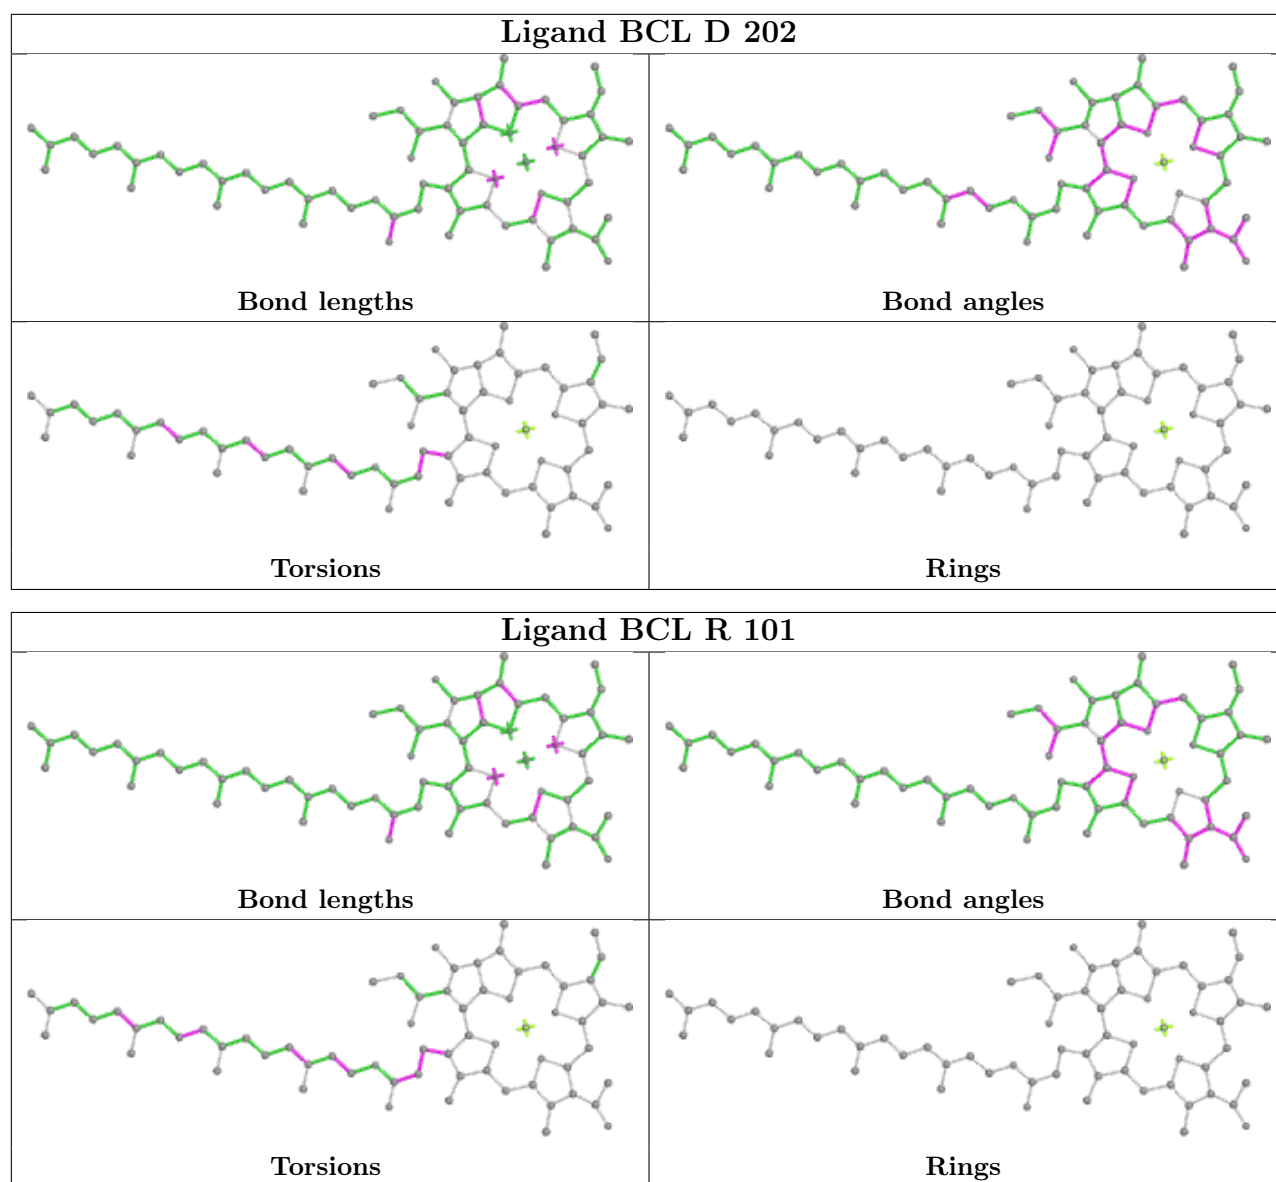 Ligand BCL D 202
Bond lengths
Bond angles
Torsions
Rings
Ligand BCL R 101
Bond lengths
Bond angles
Torsions
Rings